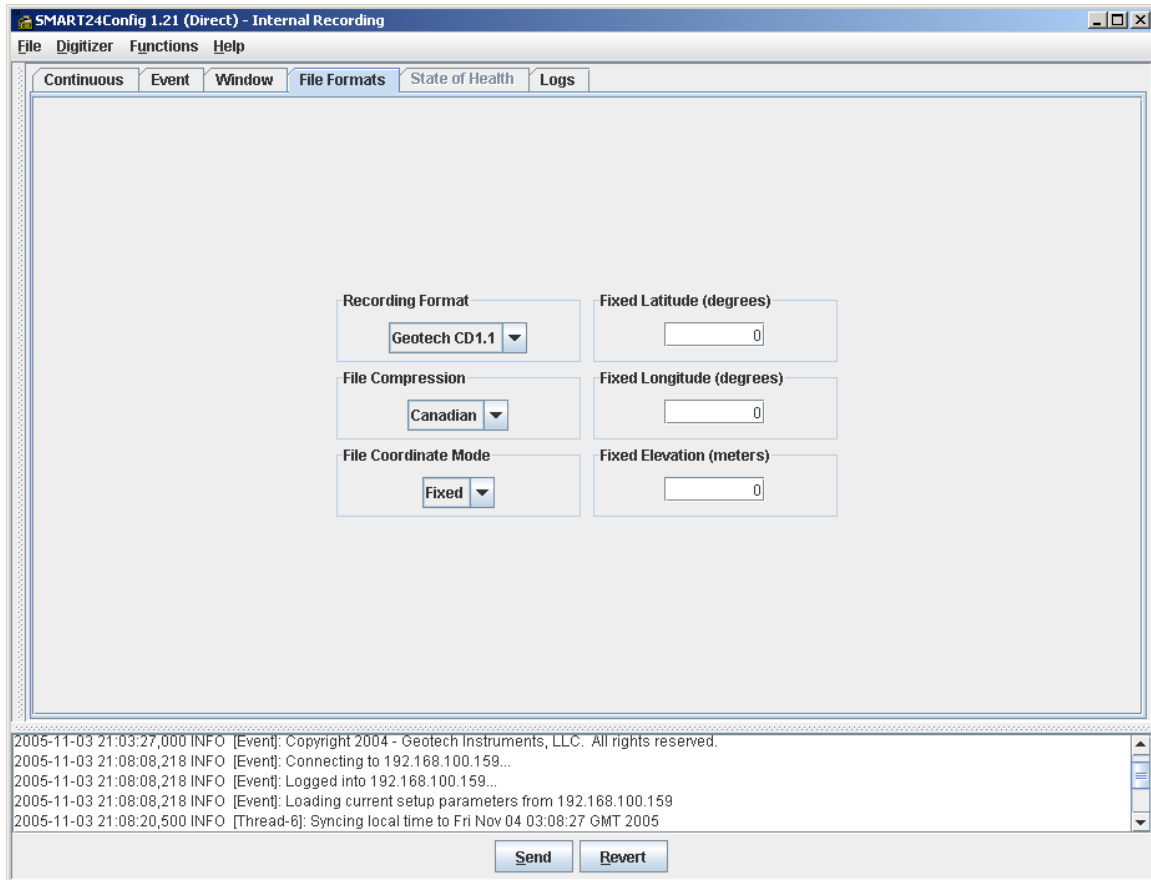 SMART24Config 1.21 (Direct) - Internal Recording
File Digitizer Functions Help
Continuous Event Window File Formats State of Health Logs
Recording Format
Geotech CD1.1
Fixed Latitude (degrees)
0
File Compression
Canadian
Fixed Longitude (degrees)
0
File Coordinate Mode
Fixed
Fixed Elevation (meters)
0
2005-11-03 21:03:27,000 INFO [Event]: Copyright 2004 - Geotech Instruments, LLC. All rights reserved.
2005-11-03 21:08:08,218 INFO [Event]: Connecting to 192.168.100.159...
2005-11-03 21:08:08,218 INFO [Event]: Logged into 192.168.100.159...
2005-11-03 21:08:08,218 INFO [Event]: Loading current setup parameters from 192.168.100.159
2005-11-03 21:08:20,500 INFO [Thread-6]: Syncing local time to Fri Nov 04 03:08:27 GMT 2005
Send Revert